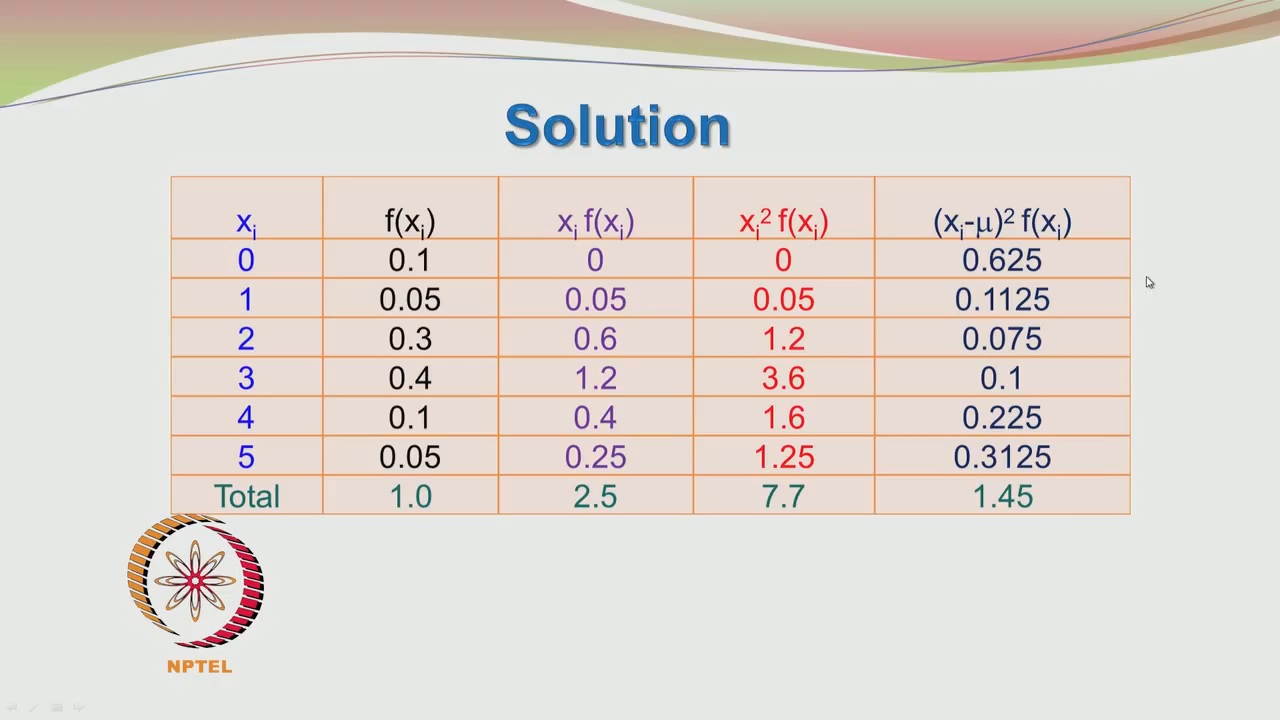 Solution
xᵢ f(xᵢ) xᵢ f(xᵢ) xᵢ² f(xᵢ) (xᵢ-μ)² f(xᵢ)
0 0.1 0 0 0.625
1 0.05 0.05 0.05 0.1125
2 0.3 0.6 1.2 0.075
3 0.4 1.2 3.6 0.1
4 0.1 0.4 1.6 0.225
5 0.05 0.25 1.25 0.3125
Total 1.0 2.5 7.7 1.45
NPTEL